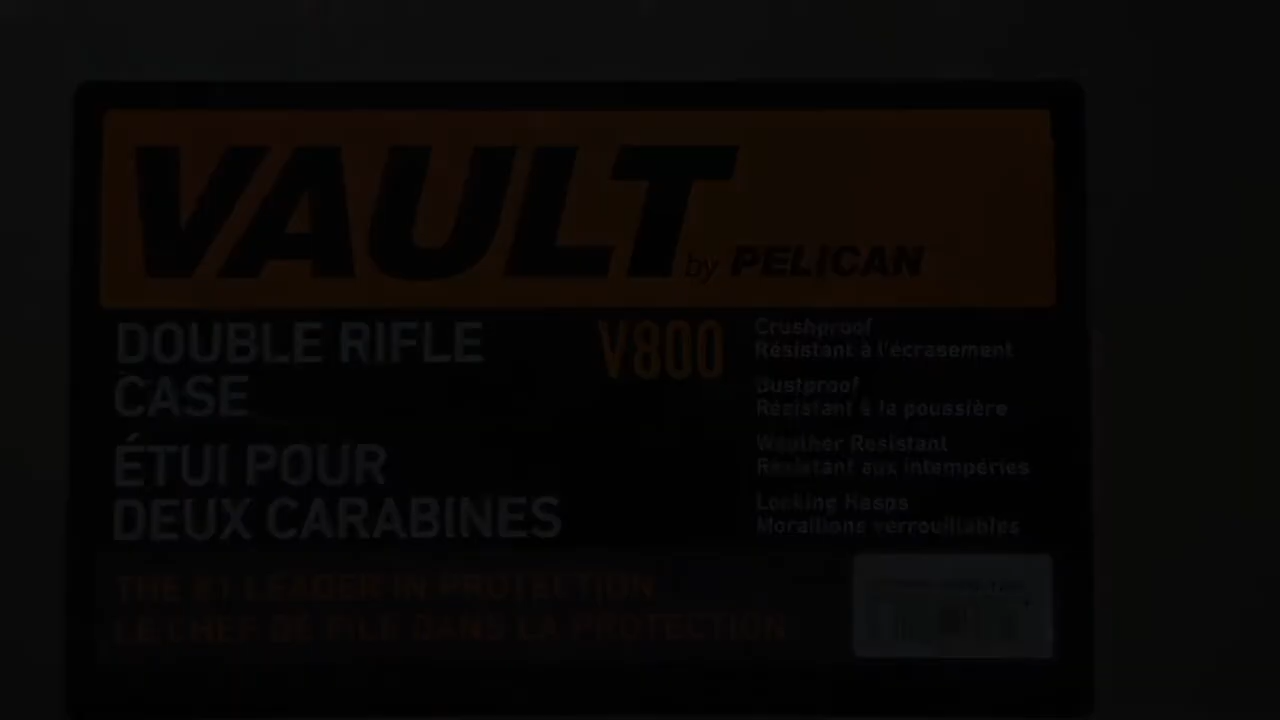 VAULT
by PELICAN
DOUBLE RIFLE
CASE
V800
ÉTUI POUR
DEUX CARABINES
Crushproof
Résistant à l'écrasement
Dustproof
Résistant à la poussière
Weather Resistant
Résistant aux intempéries
Locking Hasps
Moraillons verrouillables
THE #1 LEADER IN PROTECTION
LE CHEF DE FILE DANS LA PROTECTION